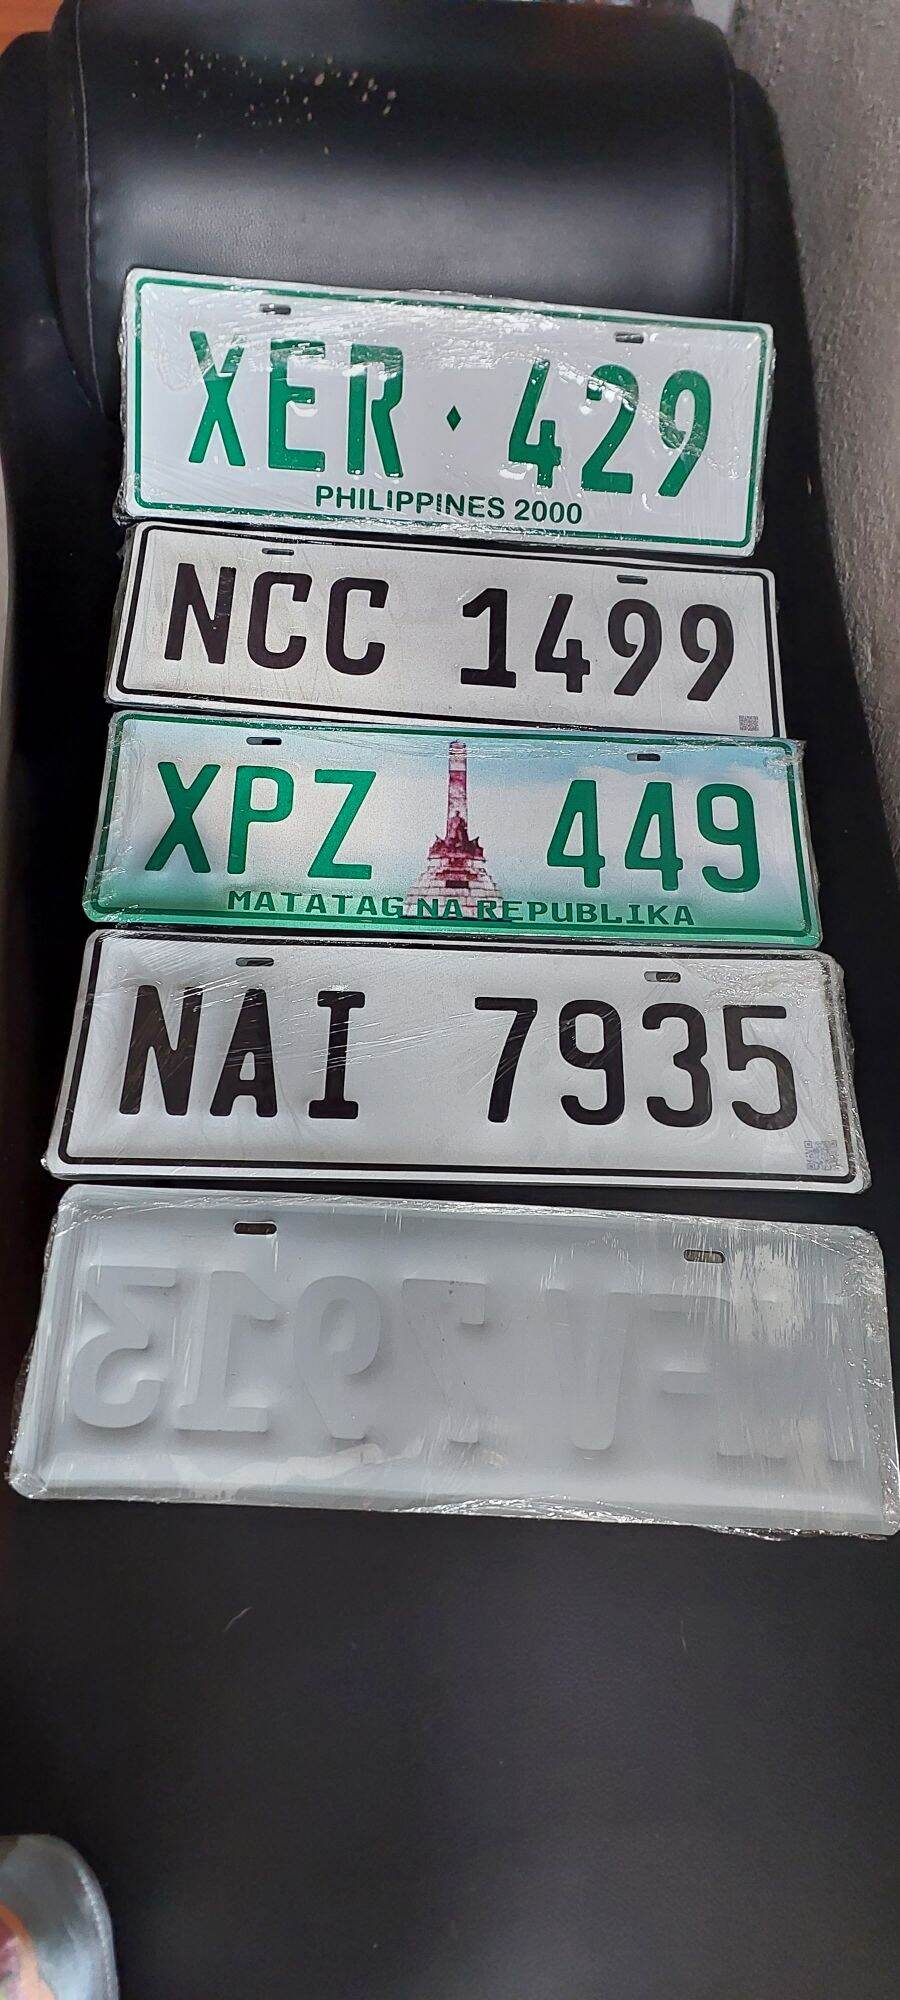 XER · 429
PHILIPPINES 2000
NCC 1499
XPZ 449
MATATAG NA REPUBLIKA
NAI 7935